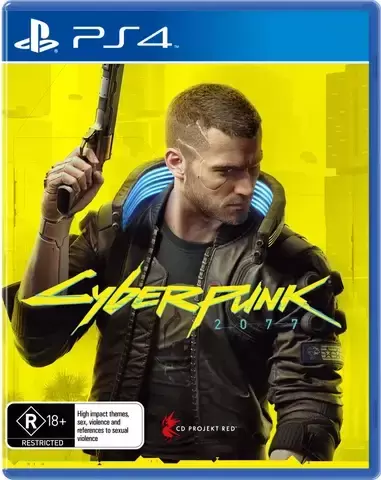 PS4
CYBERPUNK
2077
R 18+
RESTRICTED
High impact themes,
sex, violence and
references to sexual
violence
CD PROJEKT RED